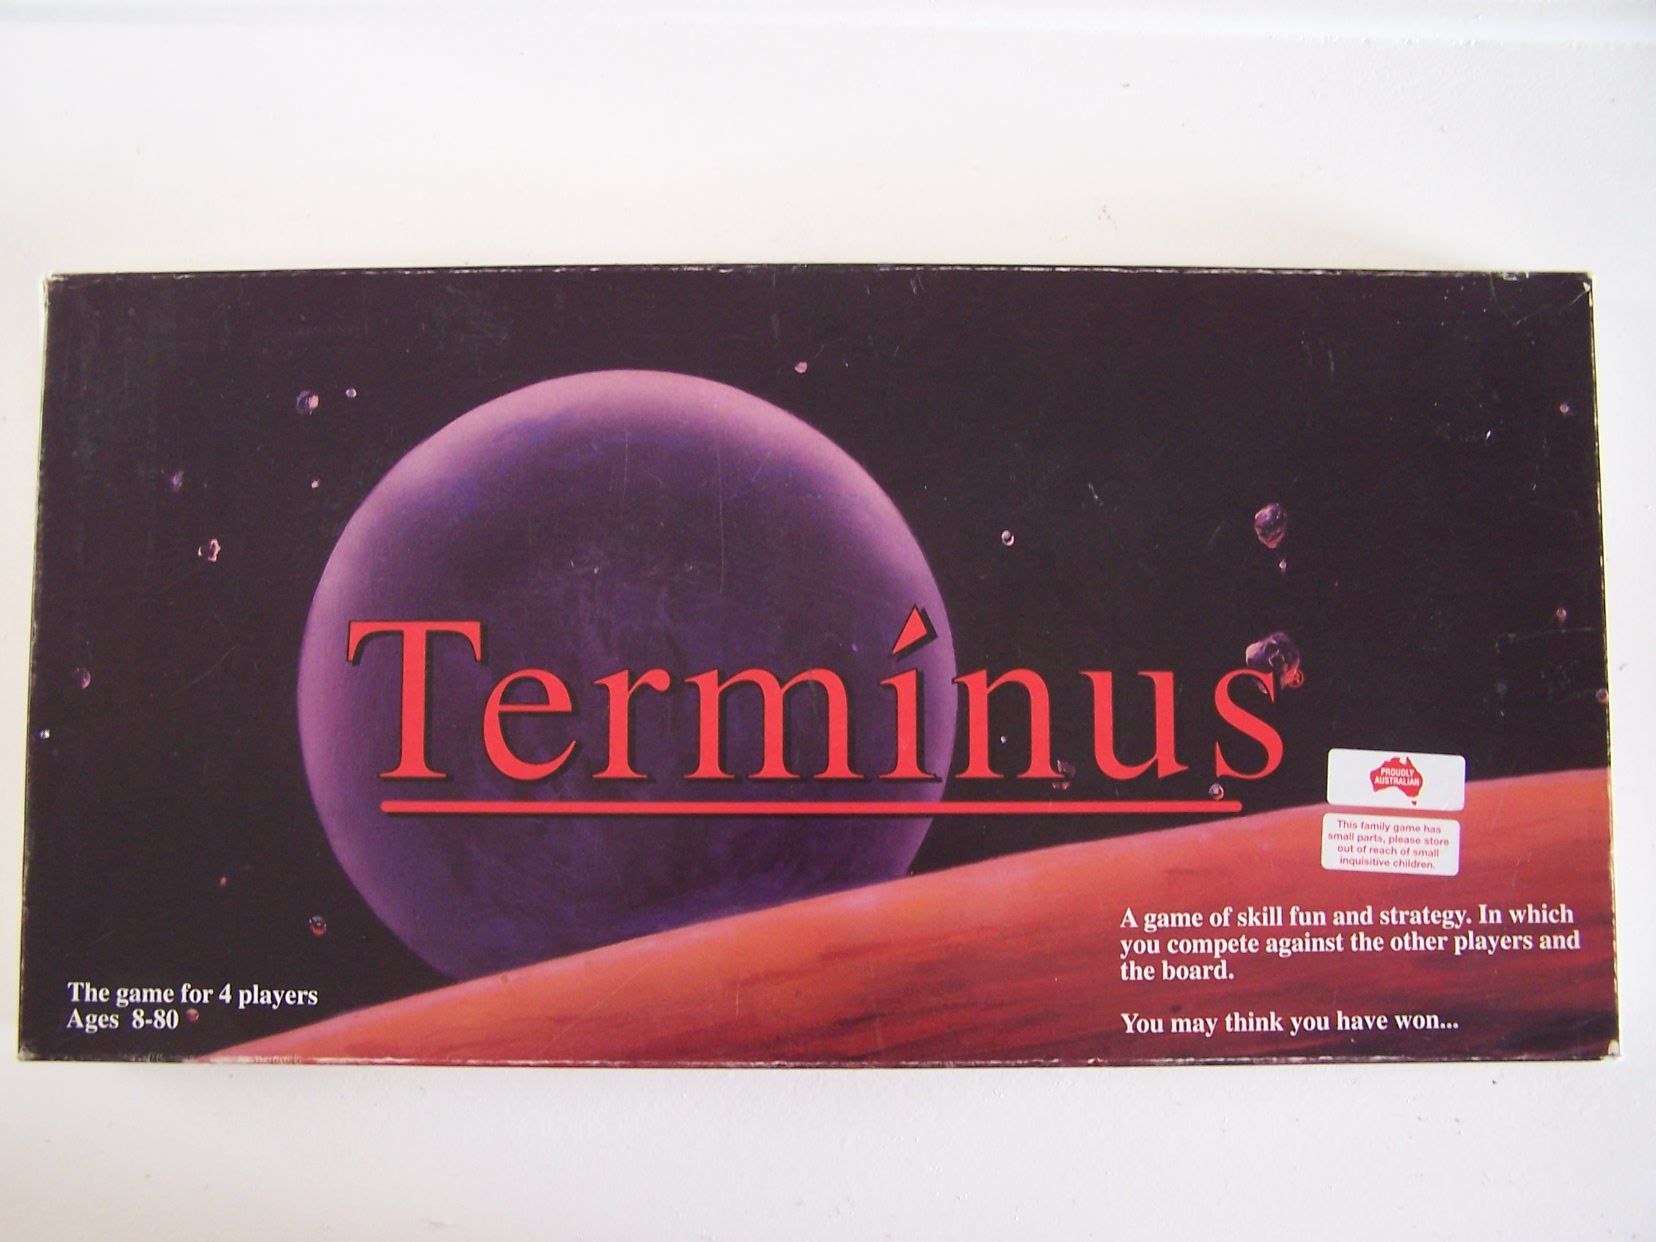 Terminus
PROUDLY
AUSTRALIAN
This family game has
small parts, please store
out of reach of small
inquisitive children.
A game of skill fun and strategy. In which
you compete against the other players and
the board.
You may think you have won...
The game for 4 players
Ages 8-80